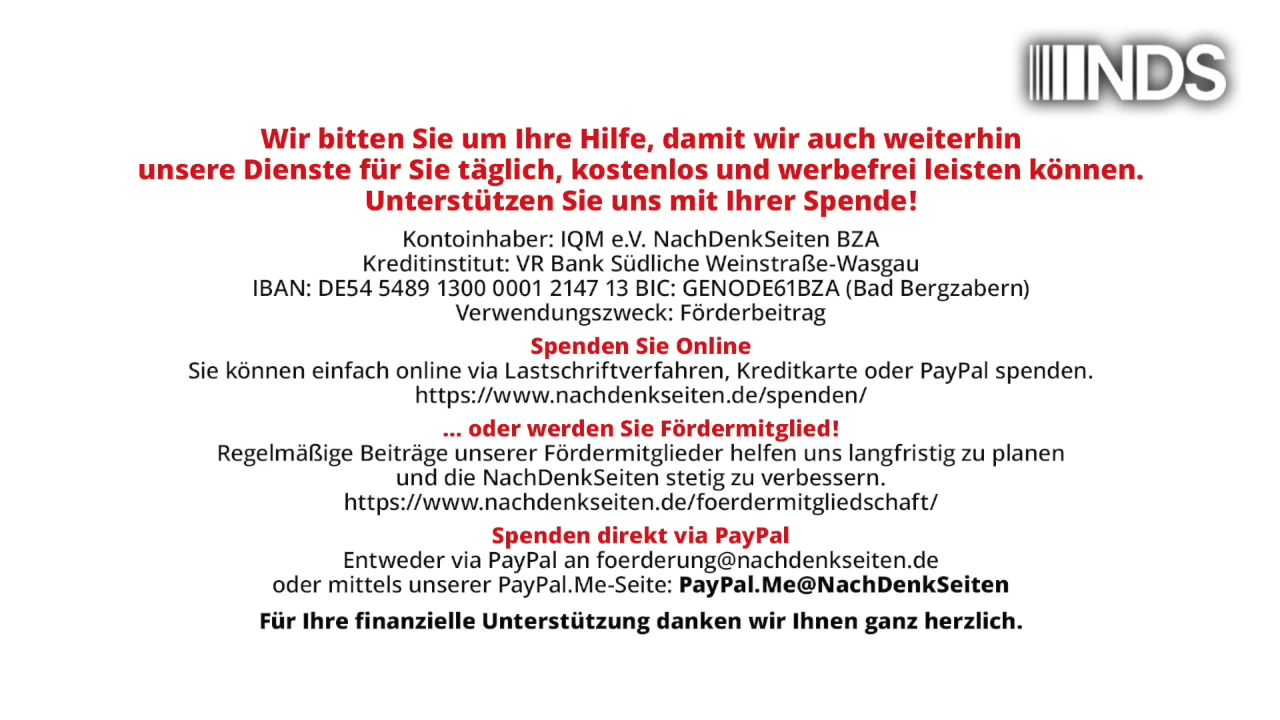 NDS
Wir bitten Sie um Ihre Hilfe, damit wir auch weiterhin
unsere Dienste für Sie täglich, kostenlos und werbefrei leisten können.
Unterstützen Sie uns mit Ihrer Spende!
Kontoinhaber: IQM e.V. NachDenkSeiten BZA
Kreditinstitut: VR Bank Südliche Weinstraße-Wasgau
IBAN: DE54 5489 1300 0001 2147 13 BIC: GENODE61BZA (Bad Bergzabern)
Verwendungszweck: Förderbeitrag
Spenden Sie Online
Sie können einfach online via Lastschriftverfahren, Kreditkarte oder PayPal spenden.
https://www.nachdenkseiten.de/spenden/
... oder werden Sie Fördermitglied!
Regelmäßige Beiträge unserer Fördermitglieder helfen uns langfristig zu planen
und die NachDenkSeiten stetig zu verbessern.
https://www.nachdenkseiten.de/foerdermitgliedschaft/
Spenden direkt via PayPal
Entweder via PayPal an foerderung@nachdenkseiten.de
oder mittels unserer PayPal.Me-Seite: PayPal.Me@NachDenkSeiten
Für Ihre finanzielle Unterstützung danken wir Ihnen ganz herzlich.